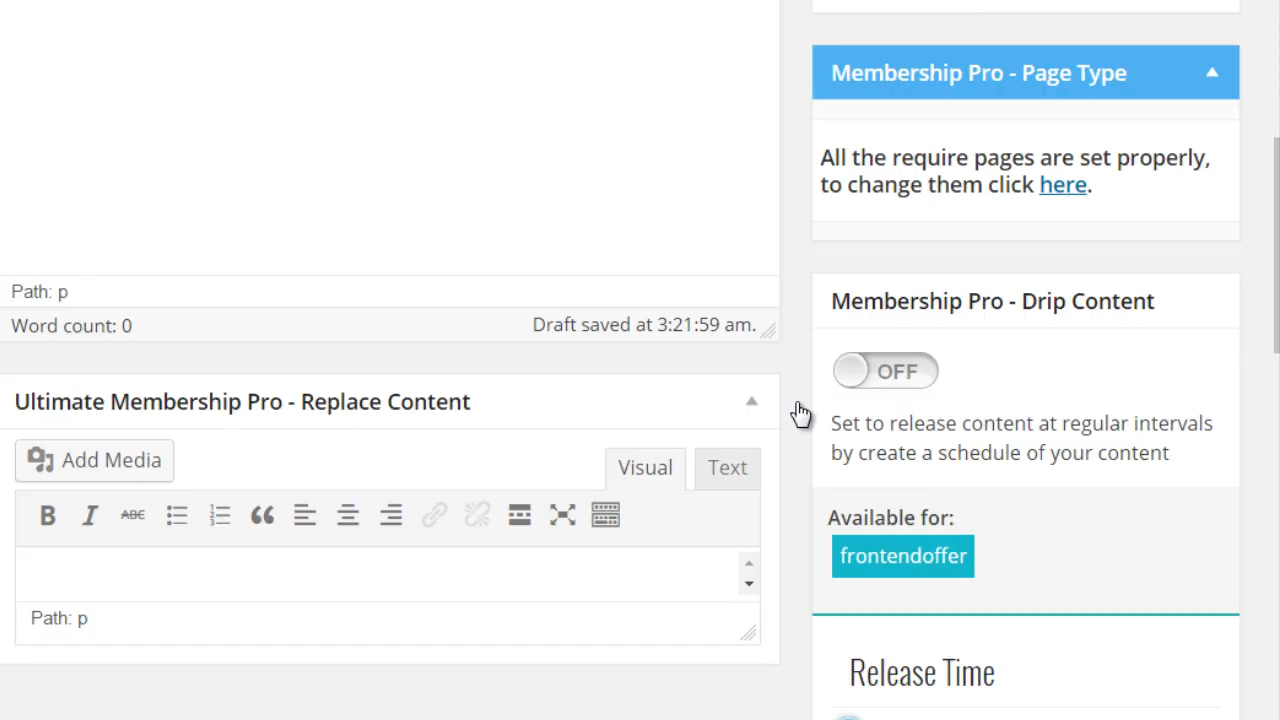 Membership Pro - Page Type
All the require pages are set properly,
to change them click here.
Path: p
Word count: 0
Draft saved at 3:21:59 am.
Membership Pro - Drip Content
OFF
Set to release content at regular intervals
by create a schedule of your content
Ultimate Membership Pro - Replace Content
Add Media
Visual
Text
B
I
ABC
Path: p
Available for:
frontendoffer
Release Time